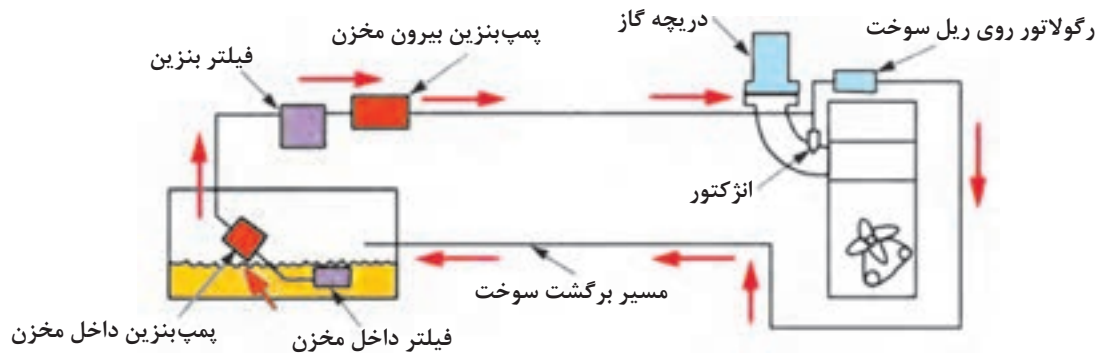 رگولاتور روی ریل سوخت
دریچه گاز
پمپ‌بنزین بیرون مخزن
فیلتر بنزین
انژکتور
مسیر برگشت سوخت
فیلتر داخل مخزن
پمپ‌بنزین داخل مخزن